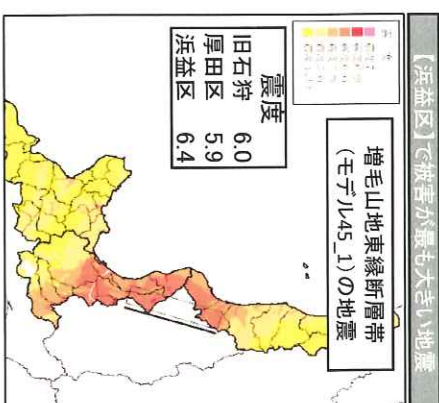 【浜益区】で被害が最も大きい地震
増毛山地東縁断層帯
(モデル45_1)の地震
震度
旧石狩 6.0
厚田区 5.9
浜益区 6.4